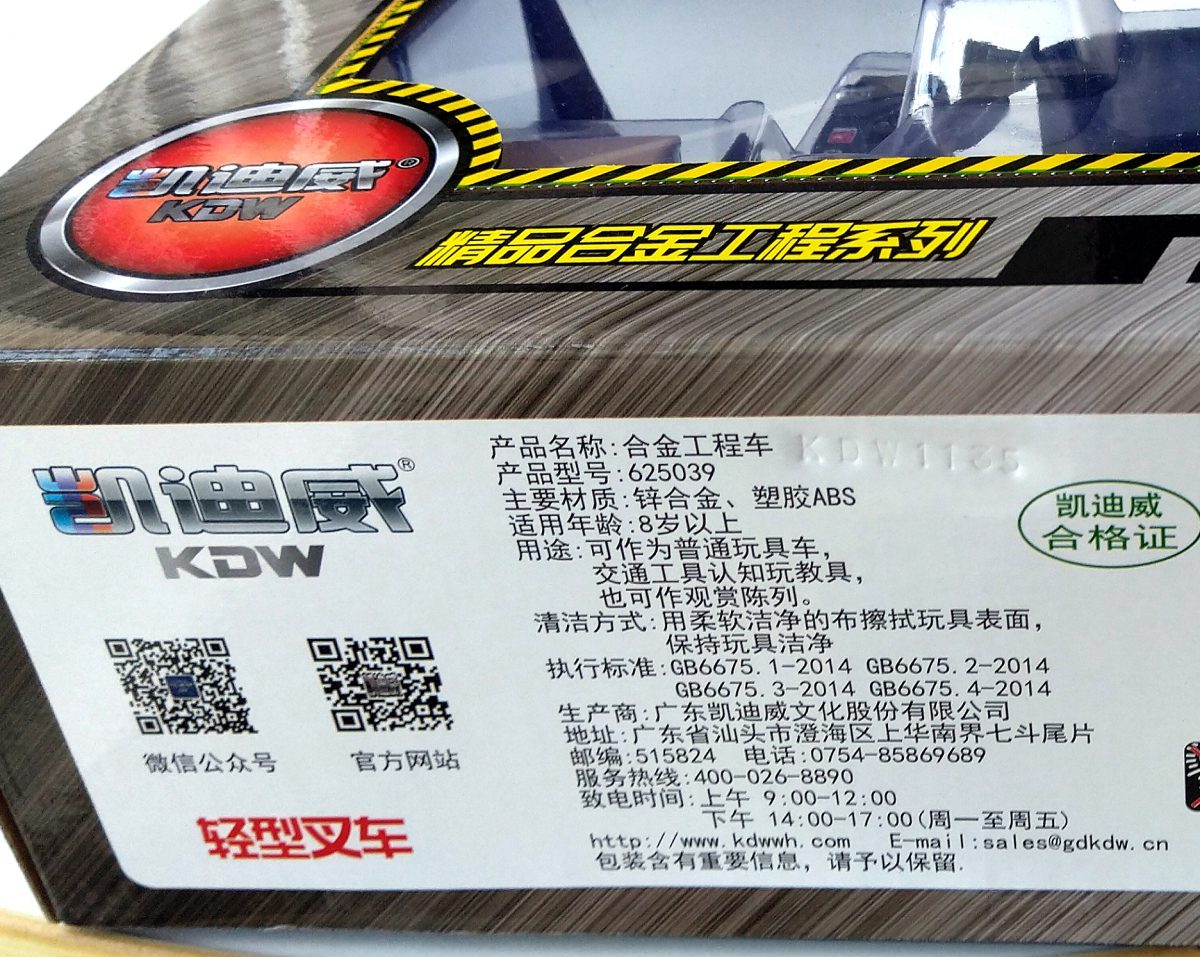 凯迪威®
KDW
精品合金工程系列
凯迪威®
KDW
微信公众号
官方网站
轻型叉车
产品名称:合金工程车
产品型号:625039
主要材质:锌合金、塑胶ABS
适用年龄:8岁以上
用途:可作为普通玩具车,
交通工具认知玩教具,
也可作观赏陈列。
清洁方式:用柔软洁净的布擦拭玩具表面,
保持玩具洁净
执行标准:GB6675.1-2014 GB6675.2-2014
GB6675.3-2014 GB6675.4-2014
生产商:广东凯迪威文化股份有限公司
地址:广东省汕头市澄海区上华南界七斗尾片
邮编:515824 电话:0754-85869689
服务热线:400-026-8890
致电时间:上午 9:00-12:00
下午 14:00-17:00(周一至周五)
http://www.kdwwh.com E-mail:sales@gdkdw.cn
包装含有重要信息,请予以保留.
凯迪威
合格证